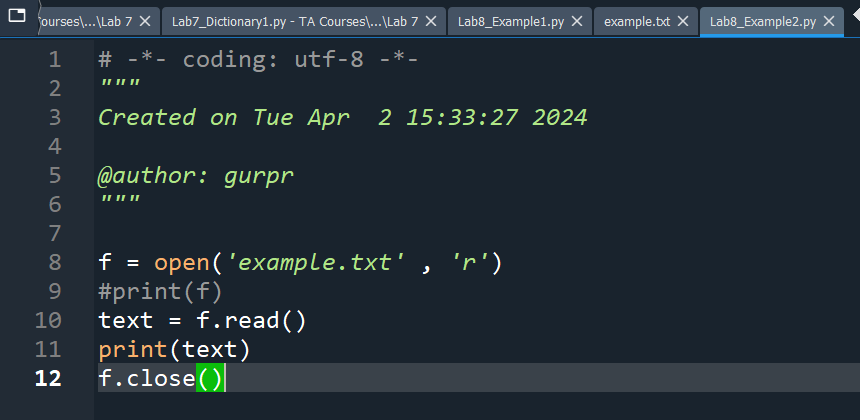 ourses\...\Lab 7
Lab7_Dictionary1.py - TA Courses\...\Lab 7
Lab8_Example1.py
example.txt
Lab8_Example2.py
1 # -*- coding: utf-8 -*-
2 """
3 Created on Tue Apr  2 15:33:27 2024
4
5 @author: gurpr
6 """
7
8 f = open('example.txt' , 'r')
9 #print(f)
10 text = f.read()
11 print(text)
12 f.close()